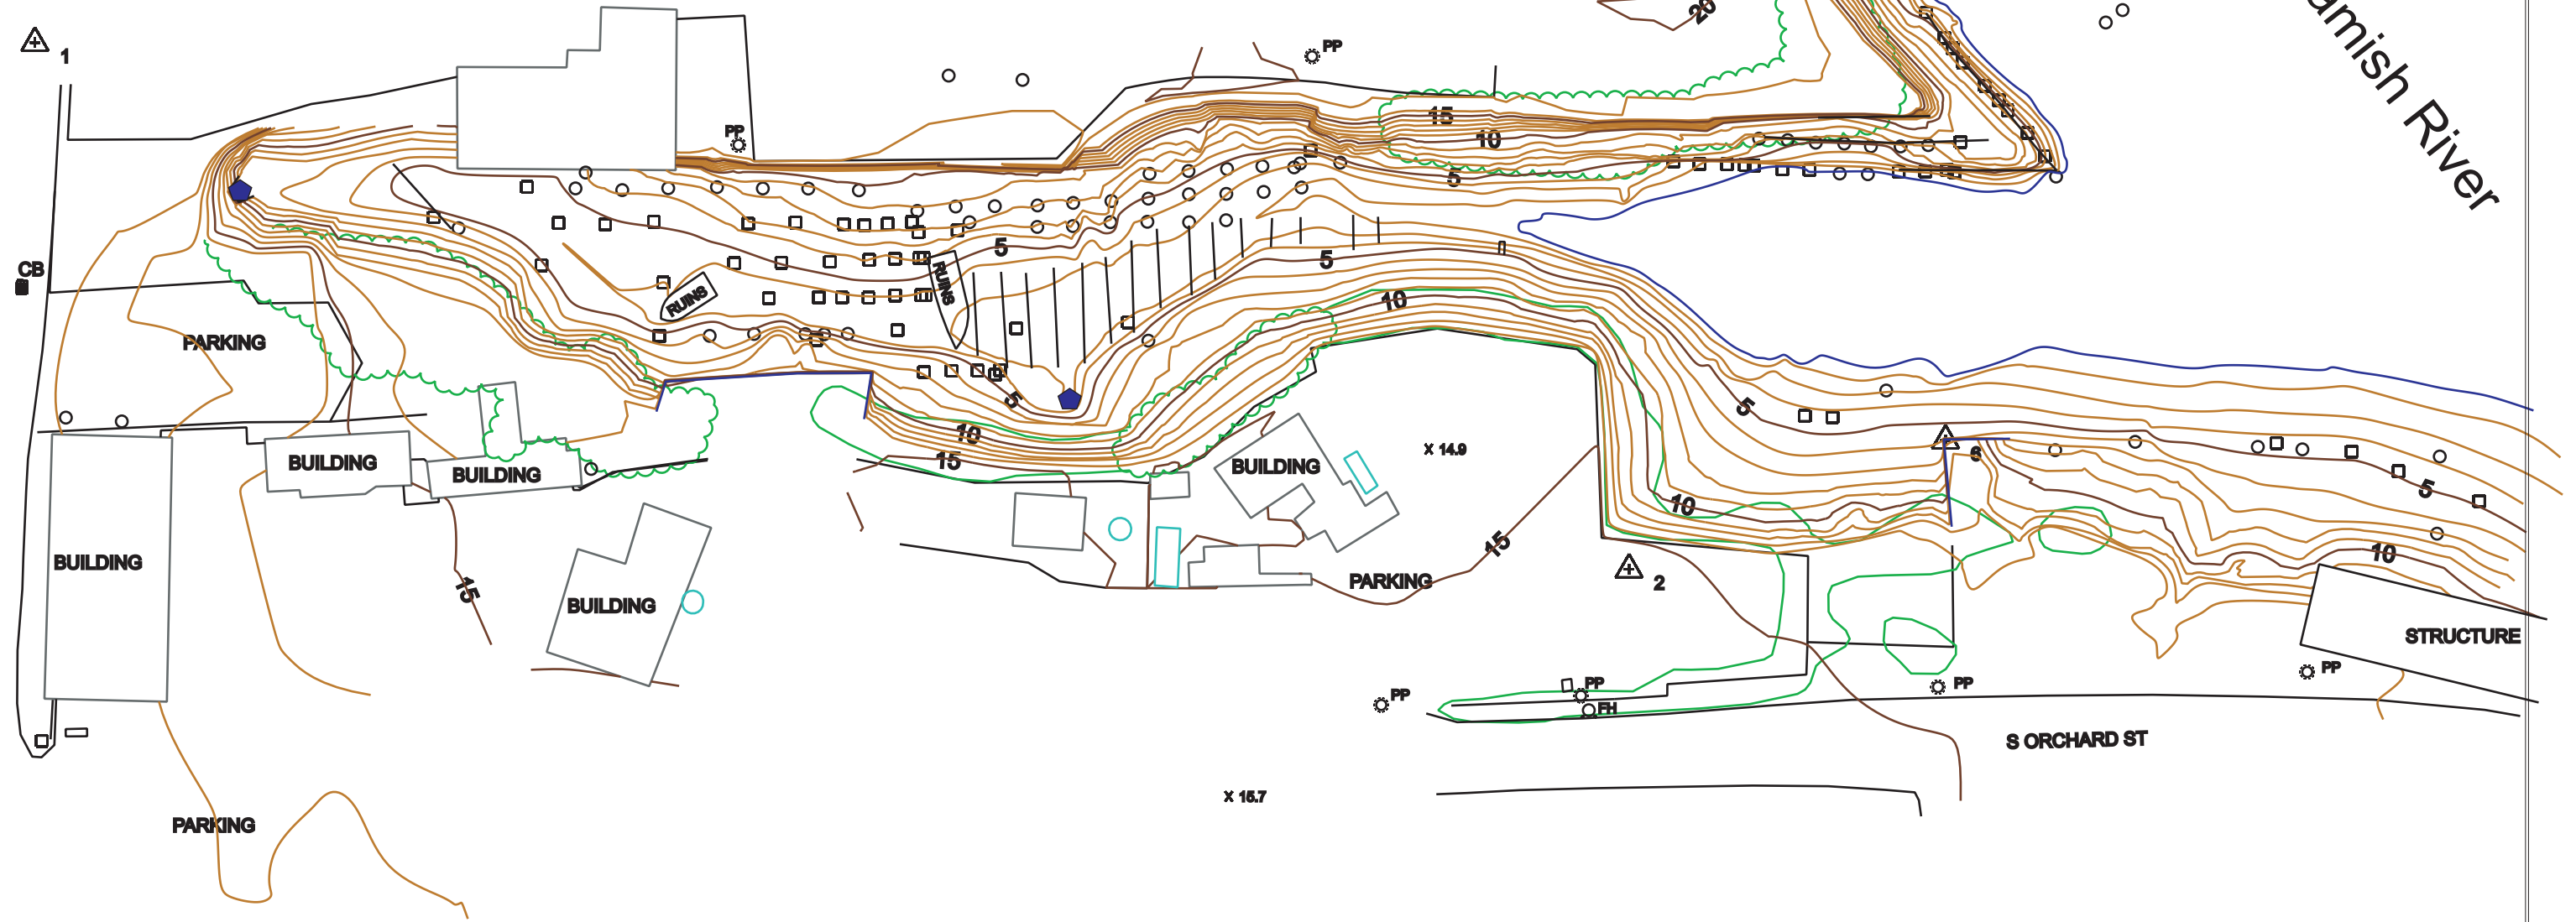 20
amish River
PP
1
15
PP
10
5
5
5
CB
RUINS
RUINS
10
PARKING
5
5
10
X 14.9
6
15
BUILDING
BUILDING
BUILDING
5
10
15
10
BUILDING
PARKING
2
15
BUILDING
STRUCTURE
PP
PP
PP
PP
FH
S ORCHARD ST
X 15.7
PARKING